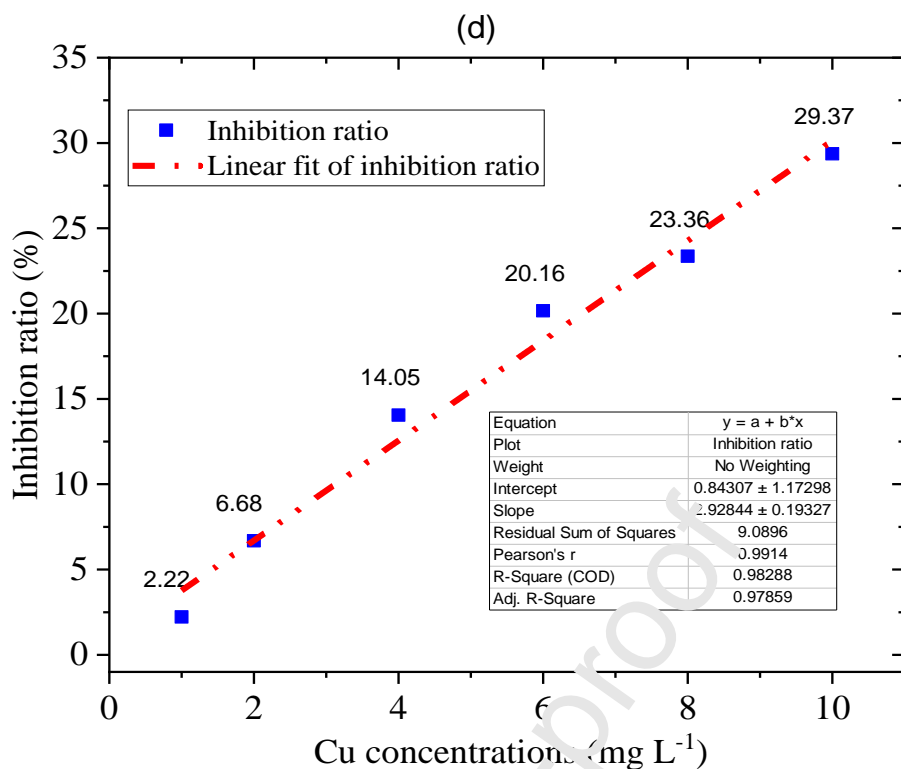 (d)
35
30
25
20
15
10
5
0
Inhibition ratio (%)
Inhibition ratio
Linear fit of inhibition ratio
29.37
23.36
20.16
14.05
6.68
2.22
Equation y = a + b*x
Plot Inhibition ratio
Weight No Weighting
Intercept 0.84307 ± 1.17298
Slope 2.92844 ± 0.19327
Residual Sum of Squares 9.0896
Pearson's r 0.9914
R-Square (COD) 0.98288
Adj. R-Square 0.97859
0 2 4 6 8 10
Cu concentrations (mg L⁻¹)
proof